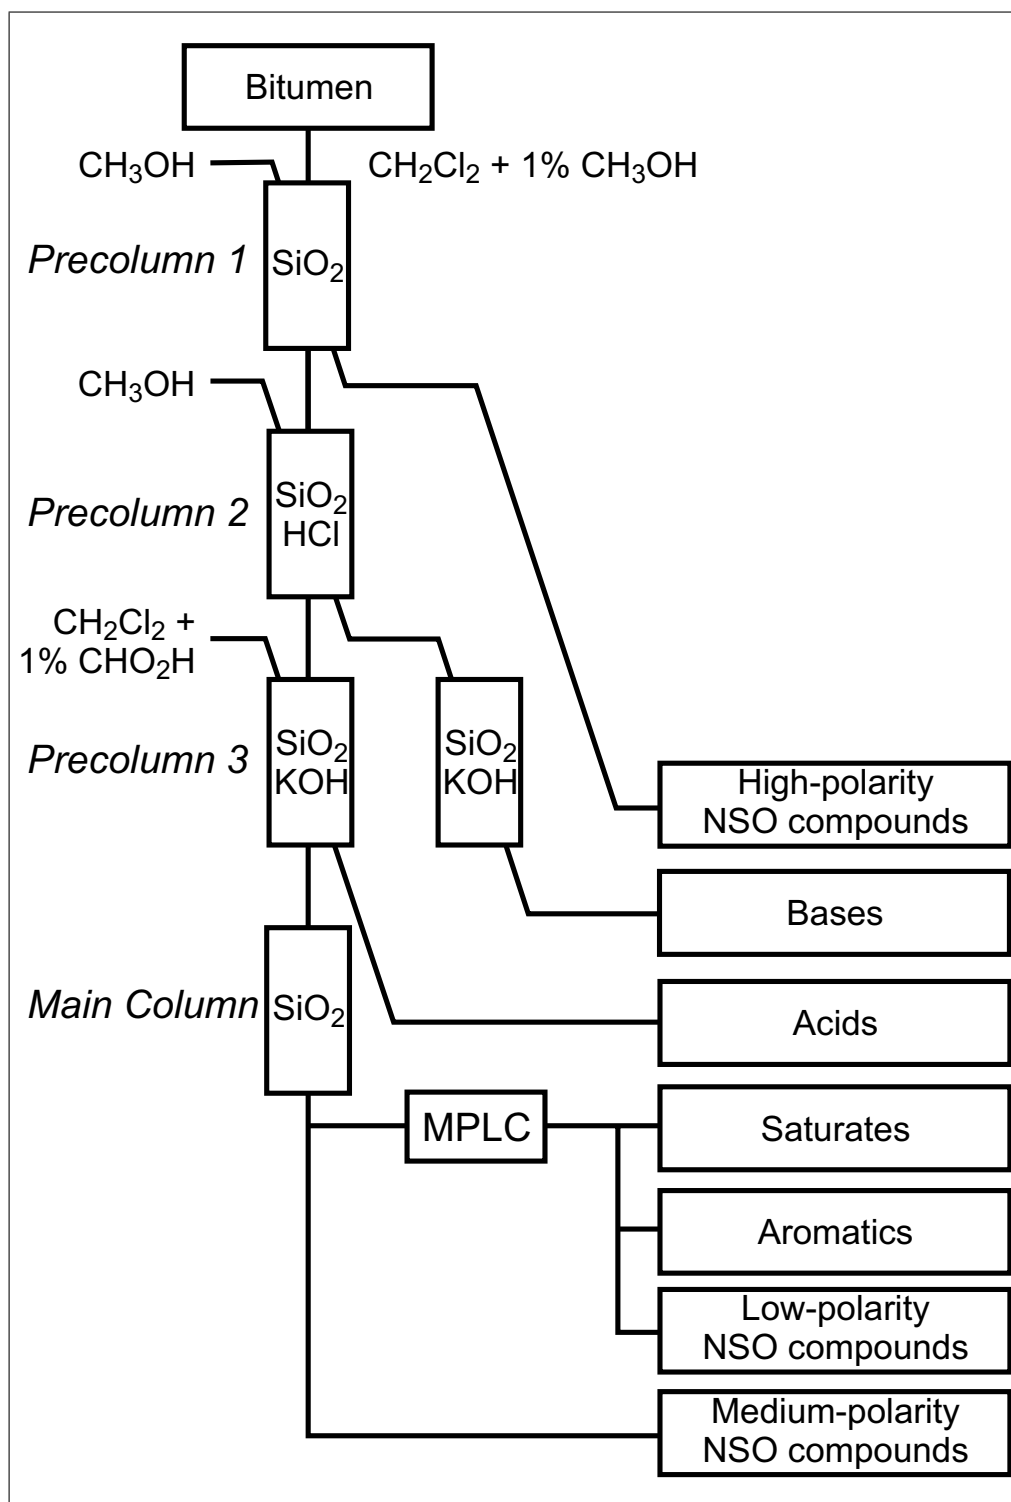 Bitumen
CH₃OH
CH₂Cl₂ + 1% CH₃OH
Precolumn 1
SiO₂
CH₃OH
Precolumn 2
SiO₂
HCl
CH₂Cl₂ +
1% CHO₂H
Precolumn 3
SiO₂
KOH
SiO₂
KOH
High-polarity
NSO compounds
Bases
Main Column
SiO₂
Acids
MPLC
Saturates
Aromatics
Low-polarity
NSO compounds
Medium-polarity
NSO compounds